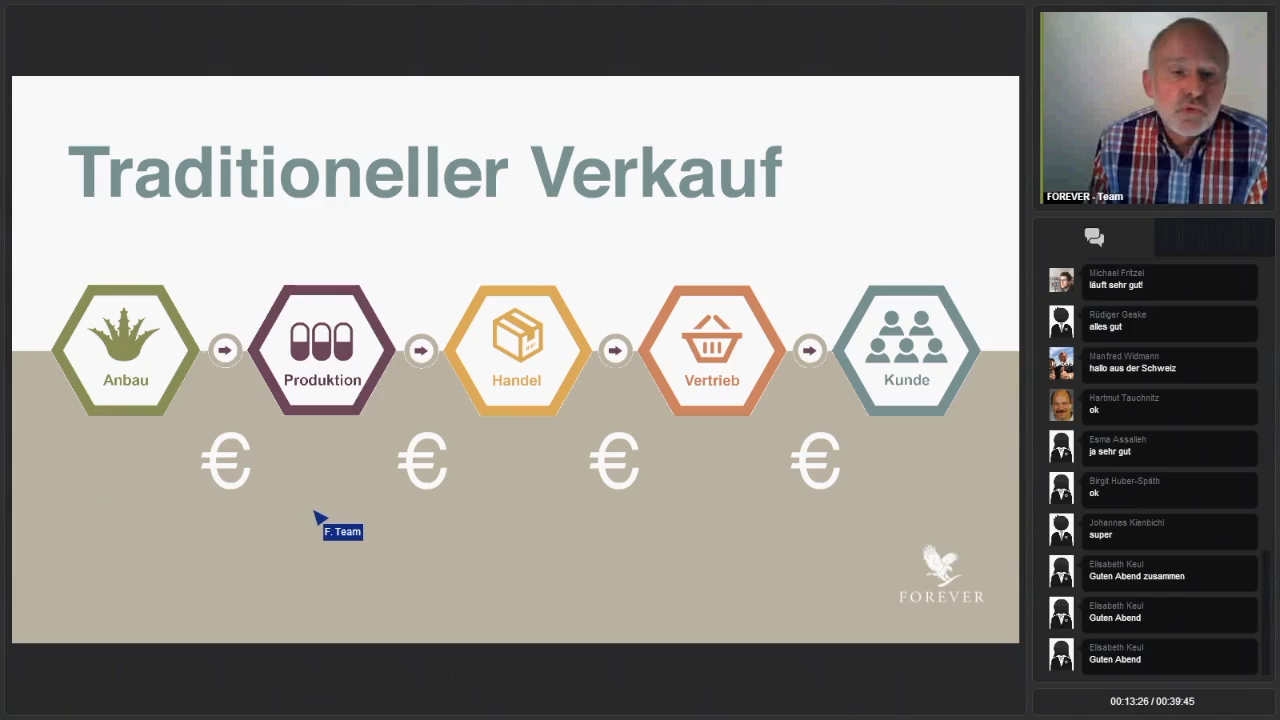 Traditioneller Verkauf
Anbau
Produktion
Handel
Vertrieb
Kunde
€ € € €
F. Team
FOREVER
FOREVER - Team
Michael Fritzel
läuft sehr gut!
Rüdiger Geske
alles gut
Manfred Widmann
hallo aus der Schweiz
Hartmut Tauchnitz
ok
Esma Assalieh
ja sehr gut
Birgit Huber-Späth
ok
Johannes Kienbichl
super
Elisabeth Keul
Guten Abend zusammen
Elisabeth Keul
Guten Abend
Elisabeth Keul
Guten Abend
00:13:26 / 00:39:45